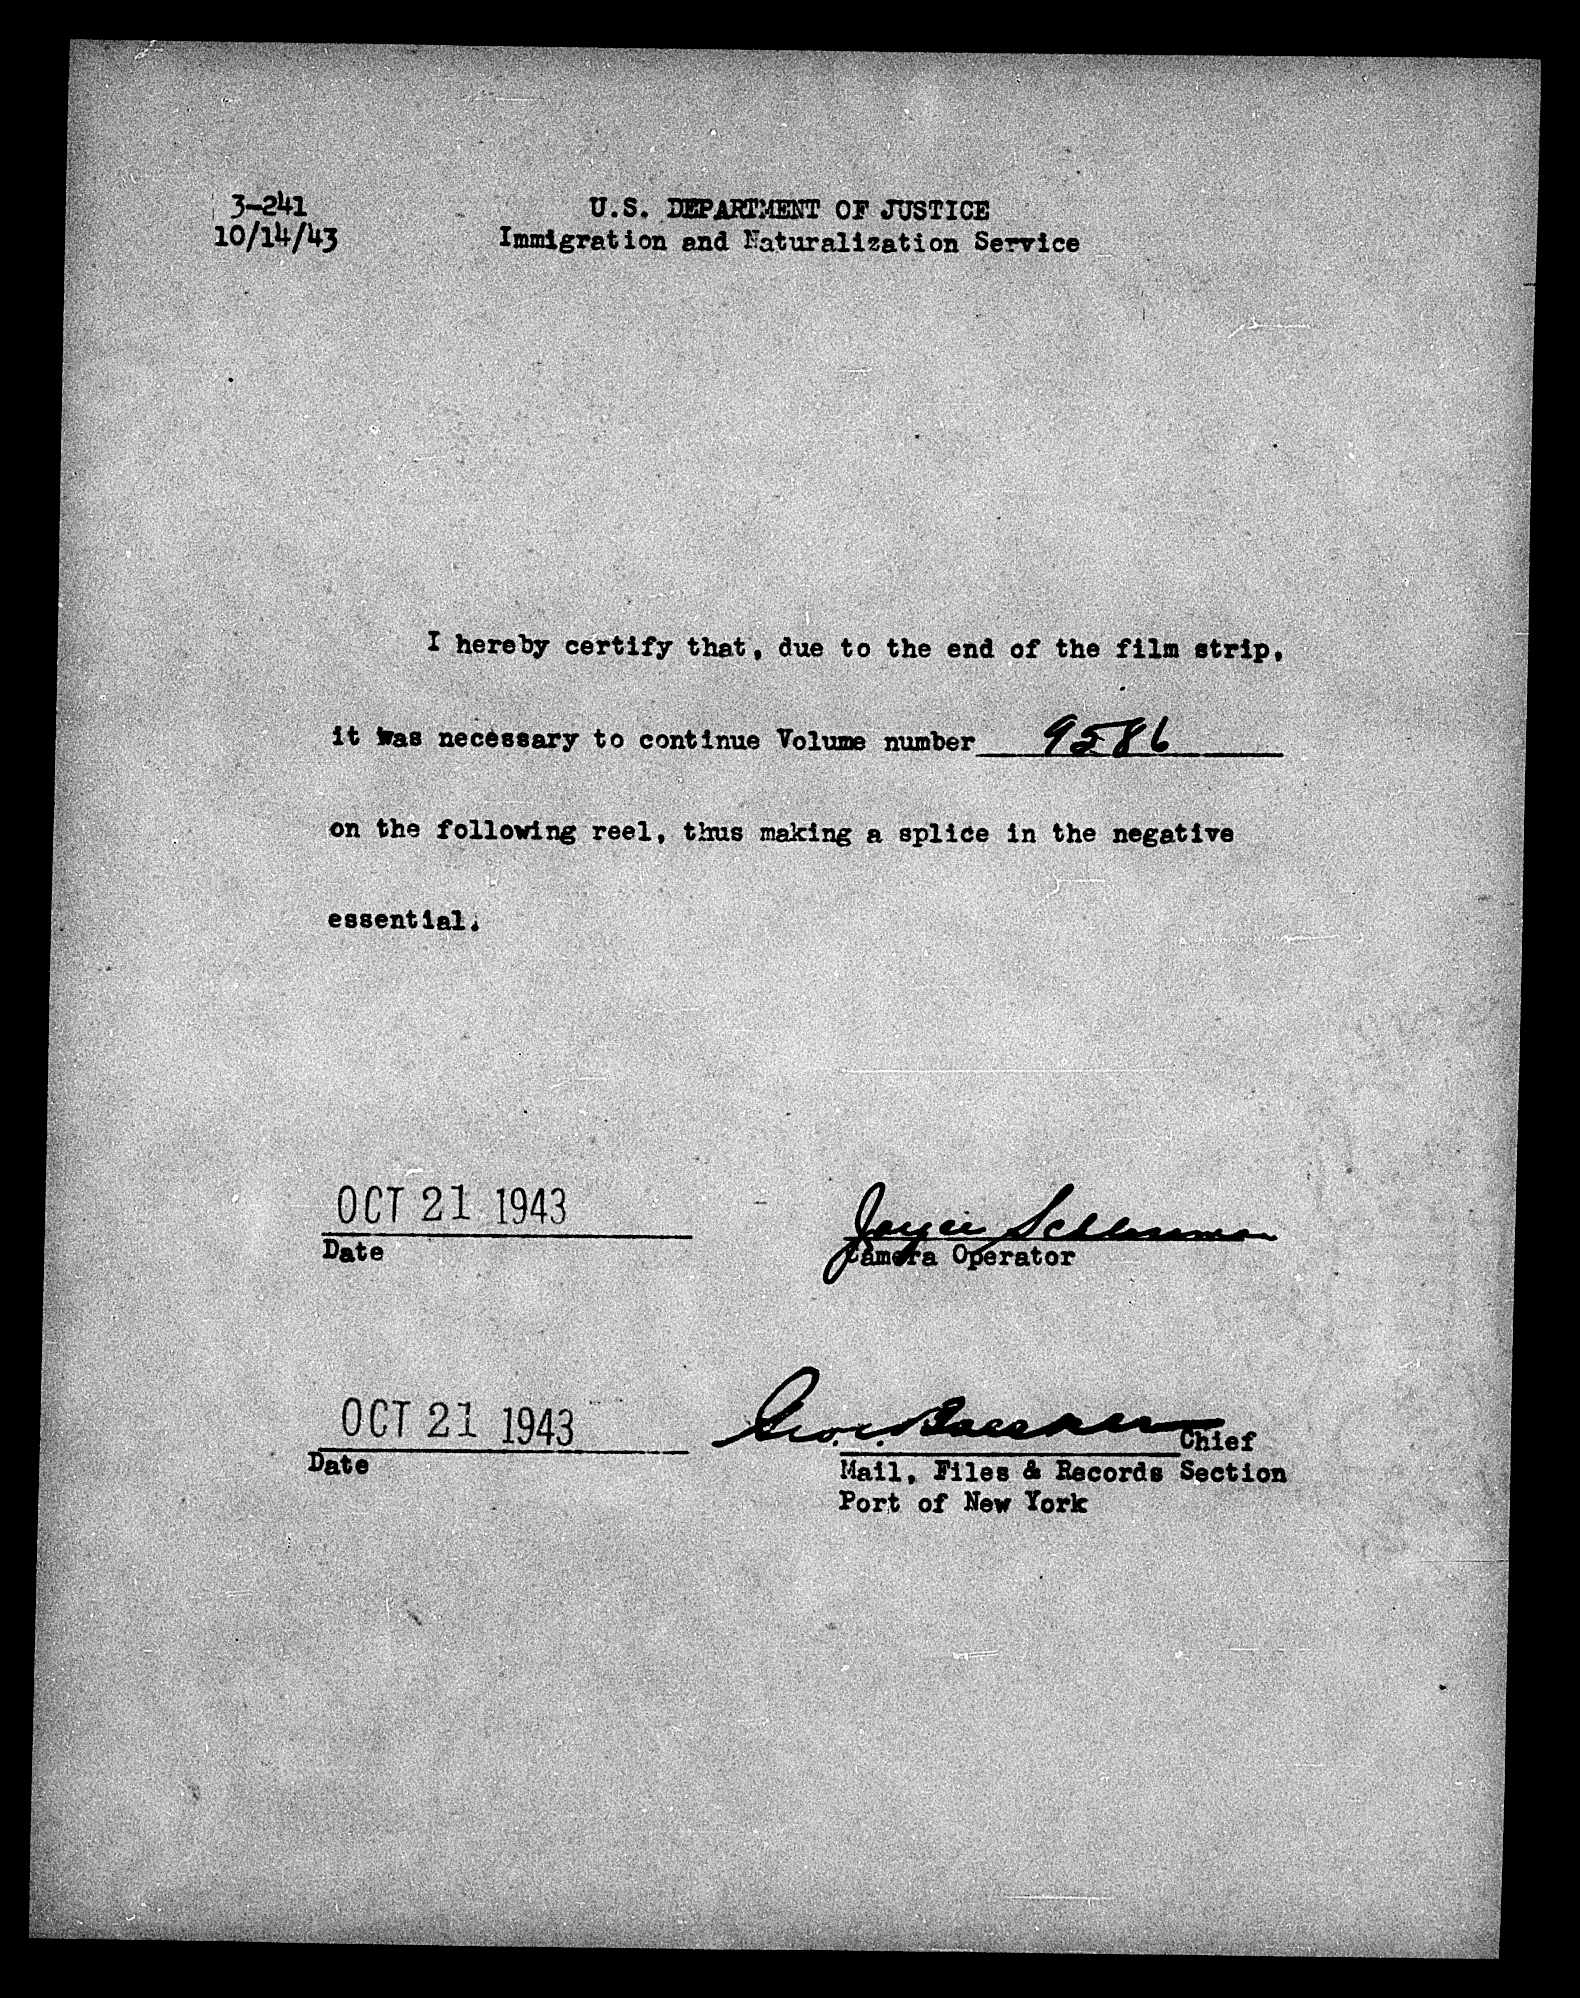 3-241
10/14/43
U.S. DEPARTMENT OF JUSTICE
Immigration and Naturalization Service
I hereby certify that, due to the end of the film strip,
it was necessary to continue Volume number 9586
on the following reel, thus making a splice in the negative
essential.
OCT 21 1943
Date
Joyce
Camera Operator
OCT 21 1943
Date
Geo. Chief
Mail, Files & Records Section
Port of New York